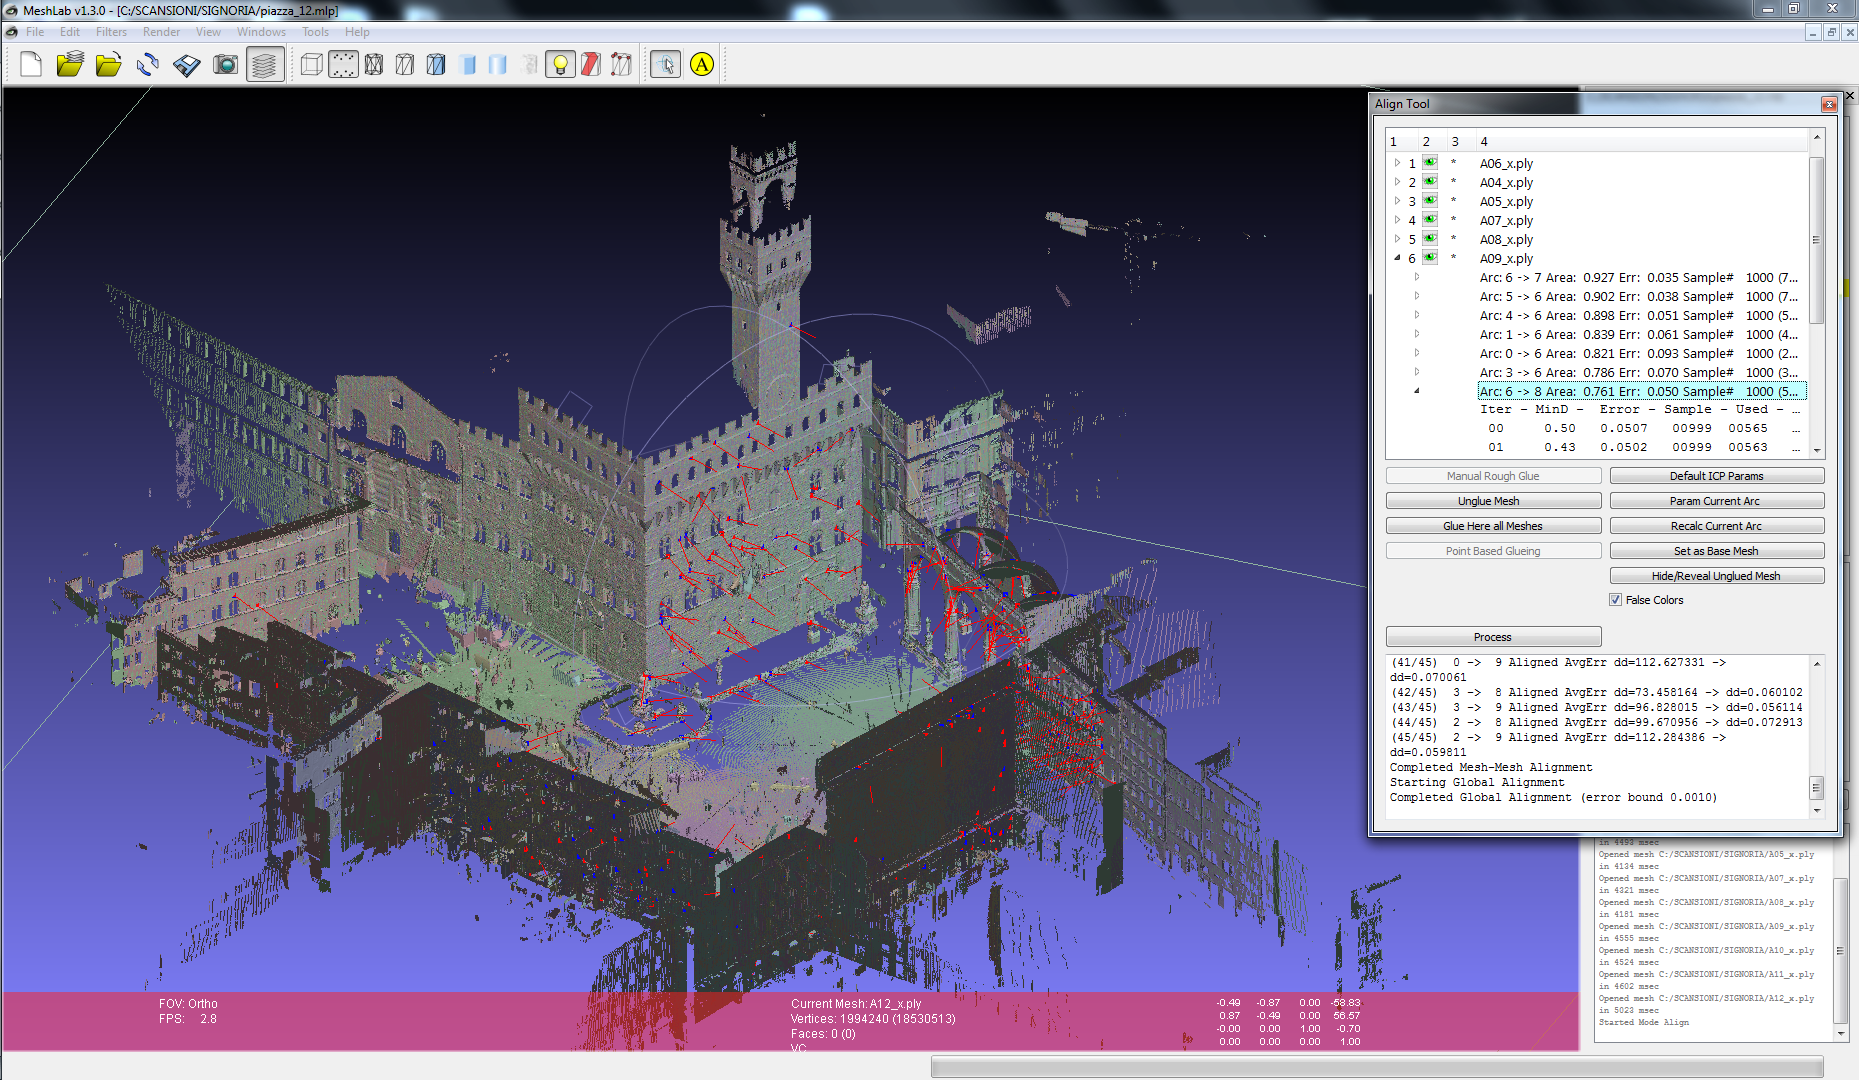 MeshLab v1.3.0 - [C:/SCANSIONI/SIGNORIA/piazza_12.mlp]
File Edit Filters Render View Windows Tools Help
A
Align Tool
1 2 3 4
1 * A06_x.ply
2 * A04_x.ply
3 * A05_x.ply
4 * A07_x.ply
5 * A08_x.ply
6 * A09_x.ply
Arc: 6 -> 7 Area: 0.927 Err: 0.035 Sample# 1000 (7...
Arc: 5 -> 6 Area: 0.902 Err: 0.038 Sample# 1000 (7...
Arc: 4 -> 6 Area: 0.898 Err: 0.051 Sample# 1000 (5...
Arc: 1 -> 6 Area: 0.839 Err: 0.061 Sample# 1000 (4...
Arc: 0 -> 6 Area: 0.821 Err: 0.093 Sample# 1000 (2...
Arc: 3 -> 6 Area: 0.786 Err: 0.070 Sample# 1000 (3...
Arc: 6 -> 8 Area: 0.761 Err: 0.050 Sample# 1000 (5...
Iter - MinD - Error - Sample - Used - ...
00 0.50 0.0507 00999 00565 ...
01 0.43 0.0502 00999 00563 ...
Manual Rough Glue Default ICP Params
Unglue Mesh Param Current Arc
Glue Here all Meshes Recalc Current Arc
Point Based Glueing Set as Base Mesh
Hide/Reveal Unglued Mesh
False Colors
Process
(41/45) 0 -> 9 Aligned AvgErr dd=112.627331 ->
dd=0.070061
(42/45) 3 -> 8 Aligned AvgErr dd=73.458164 -> dd=0.060102
(43/45) 3 -> 9 Aligned AvgErr dd=96.828015 -> dd=0.056114
(44/45) 2 -> 8 Aligned AvgErr dd=99.670956 -> dd=0.072913
(45/45) 2 -> 9 Aligned AvgErr dd=112.284386 ->
dd=0.059811
Completed Mesh-Mesh Alignment
Starting Global Alignment
Completed Global Alignment (error bound 0.0010)
in 4493 msec
Opened mesh C:/SCANSIONI/SIGNORIA/A05_x.ply
in 4134 msec
Opened mesh C:/SCANSIONI/SIGNORIA/A07_x.ply
in 4321 msec
Opened mesh C:/SCANSIONI/SIGNORIA/A08_x.ply
in 4181 msec
Opened mesh C:/SCANSIONI/SIGNORIA/A09_x.ply
in 4555 msec
Opened mesh C:/SCANSIONI/SIGNORIA/A10_x.ply
in 4524 msec
Opened mesh C:/SCANSIONI/SIGNORIA/A11_x.ply
in 4602 msec
Opened mesh C:/SCANSIONI/SIGNORIA/A12_x.ply
in 5023 msec
Started Mode Align
FOV: Ortho
FPS: 2.8
Current Mesh: A12_x.ply
Vertices: 1994240 (18530513)
Faces: 0 (0)
VC
-0.49 -0.87 0.00 -58.83
0.87 -0.49 0.00 56.57
-0.00 0.00 1.00 -0.70
0.00 0.00 0.00 1.00